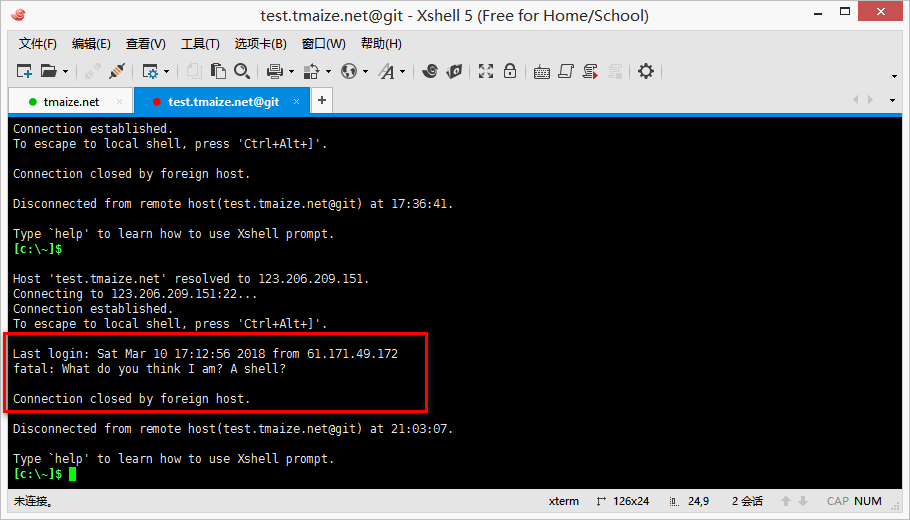 test.tmaize.net@git - Xshell 5 (Free for Home/School)
文件(F) 编辑(E) 查看(V) 工具(T) 选项卡(B) 窗口(W) 帮助(H)
tmaize.net × test.tmaize.net@git × +
Connection established.
To escape to local shell, press 'Ctrl+Alt+]'.
Connection closed by foreign host.
Disconnected from remote host(test.tmaize.net@git) at 17:36:41.
Type `help' to learn how to use Xshell prompt.
[c:\~]$
Host 'test.tmaize.net' resolved to 123.206.209.151.
Connecting to 123.206.209.151:22...
Connection established.
To escape to local shell, press 'Ctrl+Alt+]'.
Last login: Sat Mar 10 17:12:56 2018 from 61.171.49.172
fatal: What do you think I am? A shell?
Connection closed by foreign host.
Disconnected from remote host(test.tmaize.net@git) at 21:03:07.
Type `help' to learn how to use Xshell prompt.
[c:\~]$
未连接。 xterm 126x24 24,9 2 会话 CAP NUM